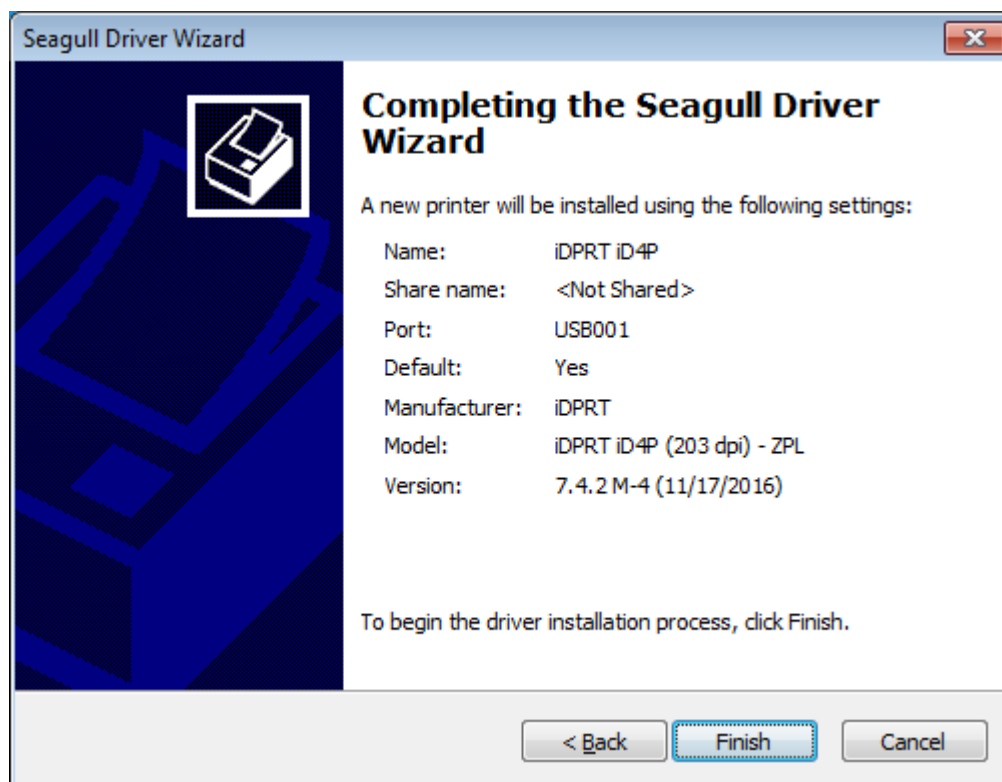 Seagull Driver Wizard
Completing the Seagull Driver
Wizard
A new printer will be installed using the following settings:
Name: iDPRT iD4P
Share name: <Not Shared>
Port: USB001
Default: Yes
Manufacturer: iDPRT
Model: iDPRT iD4P (203 dpi) - ZPL
Version: 7.4.2 M-4 (11/17/2016)
To begin the driver installation process, click Finish.
< Back Finish Cancel